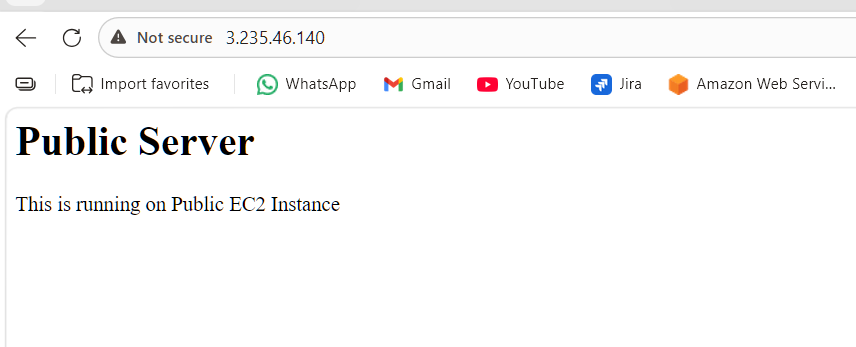 Not secure 3.235.46.140
Import favorites WhatsApp Gmail YouTube Jira Amazon Web Servi...
Public Server
This is running on Public EC2 Instance